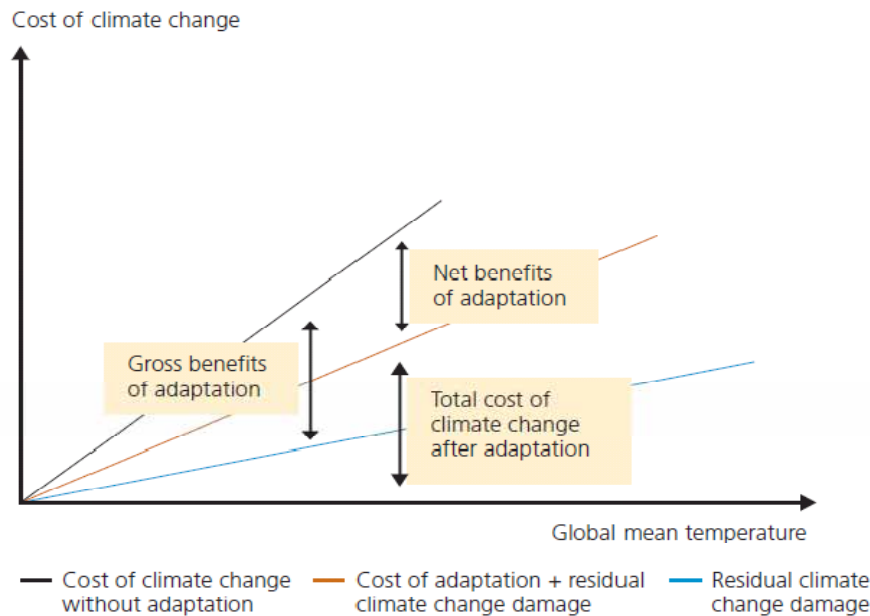 Cost of climate change
Net benefits
of adaptation
Gross benefits
of adaptation
Total cost of
climate change
after adaptation
Global mean temperature
Cost of climate change
without adaptation
Cost of adaptation + residual
climate change damage
Residual climate
change damage